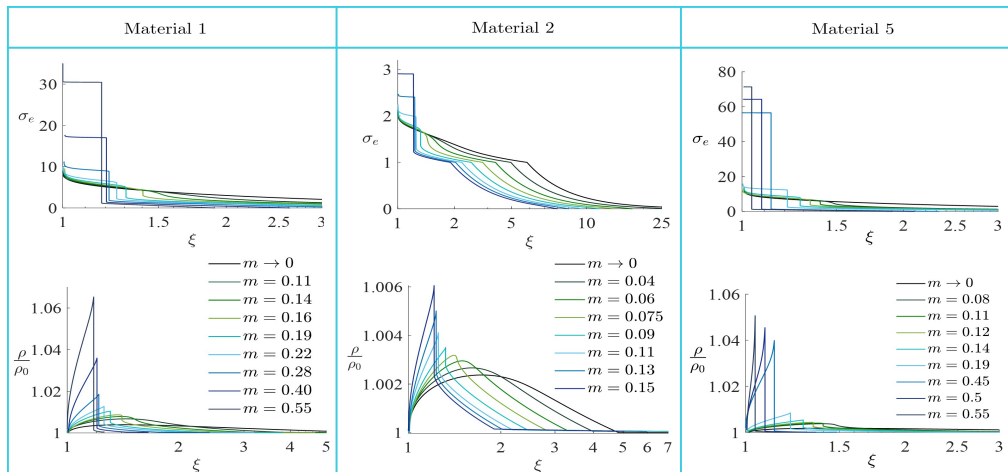 Material 1
Material 2
Material 5
30
20
10
0
σe
1
1.5
2
2.5
3
ξ
3
2
1
0
σe
1
2
5
10
25
ξ
80
60
40
20
0
σe
1
1.5
2
2.5
3
ξ
1.06
1.04
1.02
1
ρ/ρ0
1
2
3
4
5
ξ
m → 0
m = 0.11
m = 0.14
m = 0.16
m = 0.19
m = 0.22
m = 0.28
m = 0.40
m = 0.55
1.006
1.004
1.002
1
ρ/ρ0
1
2
3
4
5
6
7
ξ
m → 0
m = 0.04
m = 0.06
m = 0.075
m = 0.09
m = 0.11
m = 0.13
m = 0.15
1.06
1.04
1.02
1
ρ/ρ0
1
1.5
2
2.5
3
ξ
m → 0
m = 0.08
m = 0.11
m = 0.12
m = 0.14
m = 0.19
m = 0.45
m = 0.5
m = 0.55